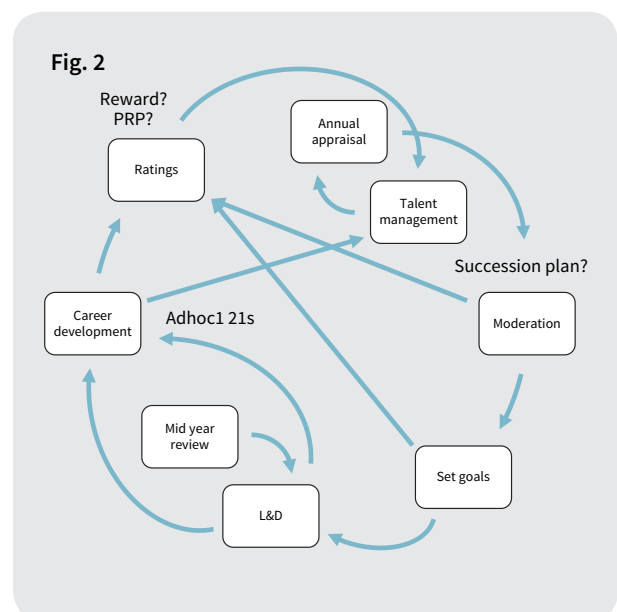 Fig. 2
Reward?
PRP?
Ratings
Annual
appraisal
Talent
management
Succession plan?
Moderation
Career
development
Adhoc1 21s
Mid year
review
Set goals
L&D